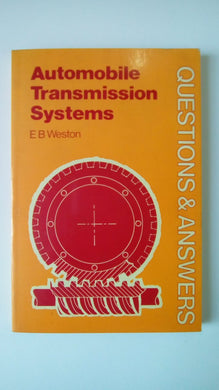 Automobile
Transmission
Systems
E B Weston
QUESTIONS & ANSWERS